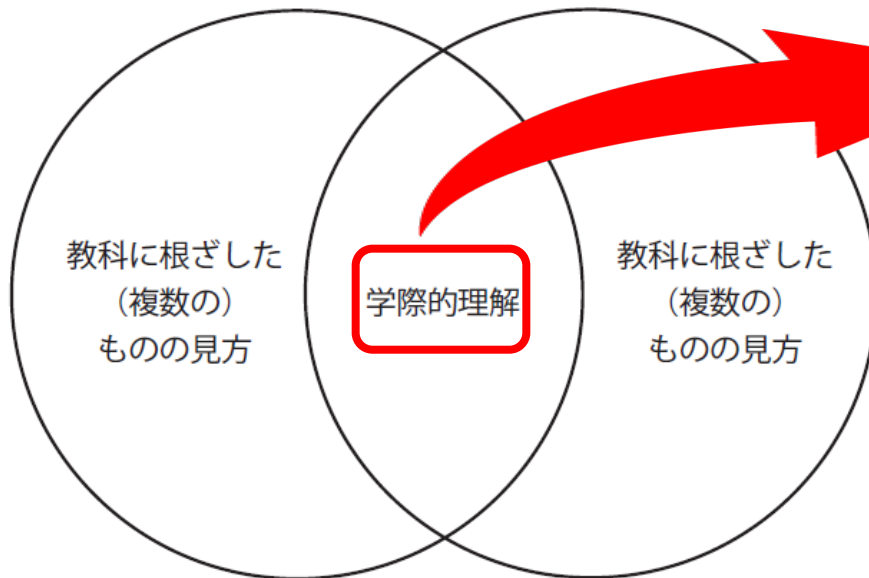 教科に根ざした
（複数の）
ものの見方
学際的理解
教科に根ざした
（複数の）
ものの見方